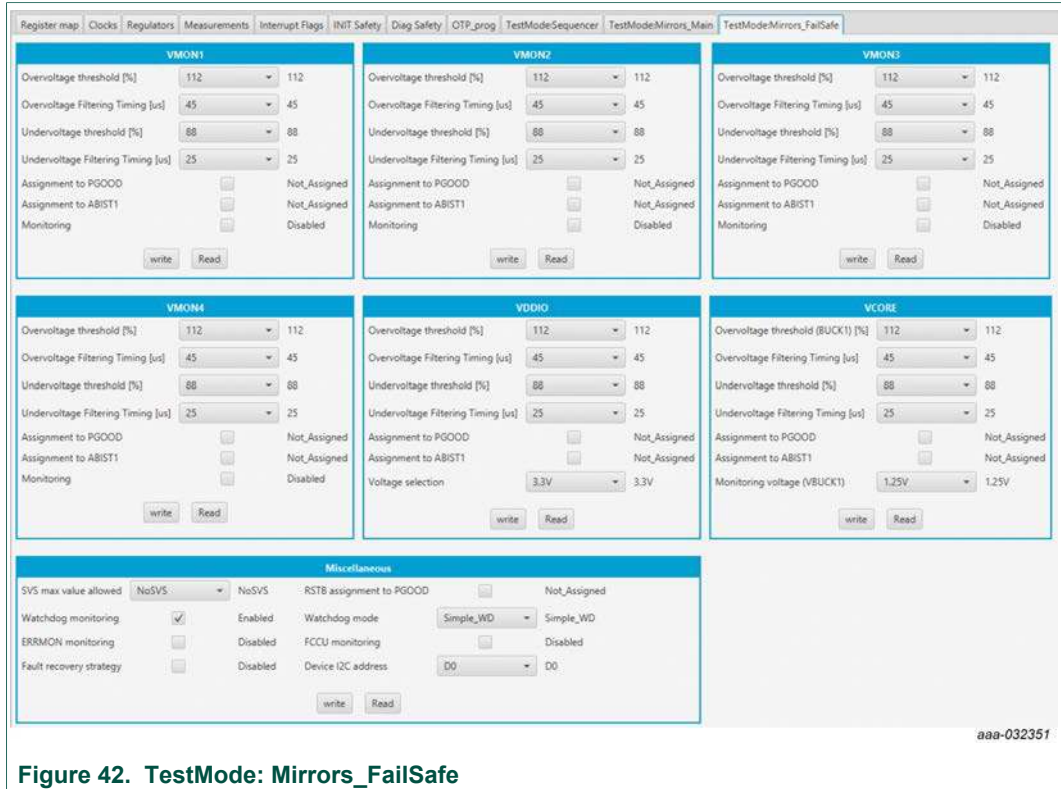 Register map Clocks Regulators Measurements Interrupt Flags INIT Safety Diag Safety OTP_prog TestMode:Sequencer TestMode:Mirrors_Main TestMode:Mirrors_FailSafe
VMON1
Overvoltage threshold [%] 112 112
Overvoltage Filtering Timing [us] 45 45
Undervoltage threshold [%] 88 88
Undervoltage Filtering Timing [us] 25 25
Assignment to PGOOD Not_Assigned
Assignment to ABIST1 Not_Assigned
Monitoring Disabled
write Read
VMON2
Overvoltage threshold [%] 112 112
Overvoltage Filtering Timing [us] 45 45
Undervoltage threshold [%] 88 88
Undervoltage Filtering Timing [us] 25 25
Assignment to PGOOD Not_Assigned
Assignment to ABIST1 Not_Assigned
Monitoring Disabled
write Read
VMON3
Overvoltage threshold [%] 112 112
Overvoltage Filtering Timing [us] 45 45
Undervoltage threshold [%] 88 88
Undervoltage Filtering Timing [us] 25 25
Assignment to PGOOD Not_Assigned
Assignment to ABIST1 Not_Assigned
Monitoring Disabled
write Read
VMON4
Overvoltage threshold [%] 112 112
Overvoltage Filtering Timing [us] 45 45
Undervoltage threshold [%] 88 88
Undervoltage Filtering Timing [us] 25 25
Assignment to PGOOD Not_Assigned
Assignment to ABIST1 Not_Assigned
Monitoring Disabled
write Read
VDDIO
Overvoltage threshold [%] 112 112
Overvoltage Filtering Timing [us] 45 45
Undervoltage threshold [%] 88 88
Undervoltage Filtering Timing [us] 25 25
Assignment to PGOOD Not_Assigned
Assignment to ABIST1 Not_Assigned
Voltage selection 3.3V 3.3V
write Read
VCORE
Overvoltage threshold (BUCK1) [%] 112 112
Overvoltage Filtering Timing [us] 45 45
Undervoltage threshold [%] 88 88
Undervoltage Filtering Timing [us] 25 25
Assignment to PGOOD Not_Assigned
Assignment to ABIST1 Not_Assigned
Monitoring voltage (VBUCK1) 1.25V 1.25V
write Read
Miscellaneous
SVS max value allowed NoSVS NoSVS RSTB assignment to PGOOD Not_Assigned
Watchdog monitoring Enabled Watchdog mode Simple_WD Simple_WD
ERRMON monitoring Disabled FCCU monitoring Disabled
Fault recovery strategy Disabled Device I2C address D0 D0
write Read
aaa-032351
Figure 42. TestMode: Mirrors_FailSafe